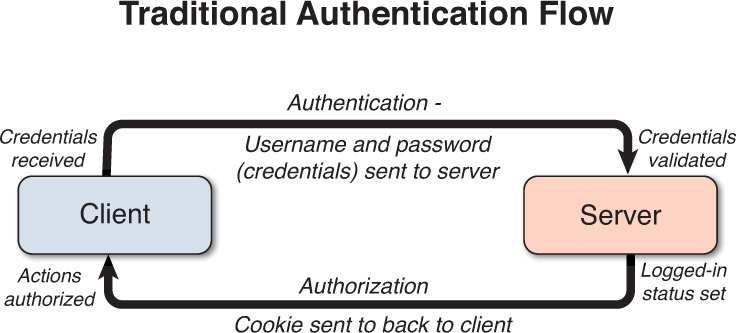 Traditional Authentication Flow
Authentication -
Credentials
received
Username and password
(credentials) sent to server
Credentials
validated
Client
Server
Actions
authorized
Authorization
Logged-in
status set
Cookie sent to back to client